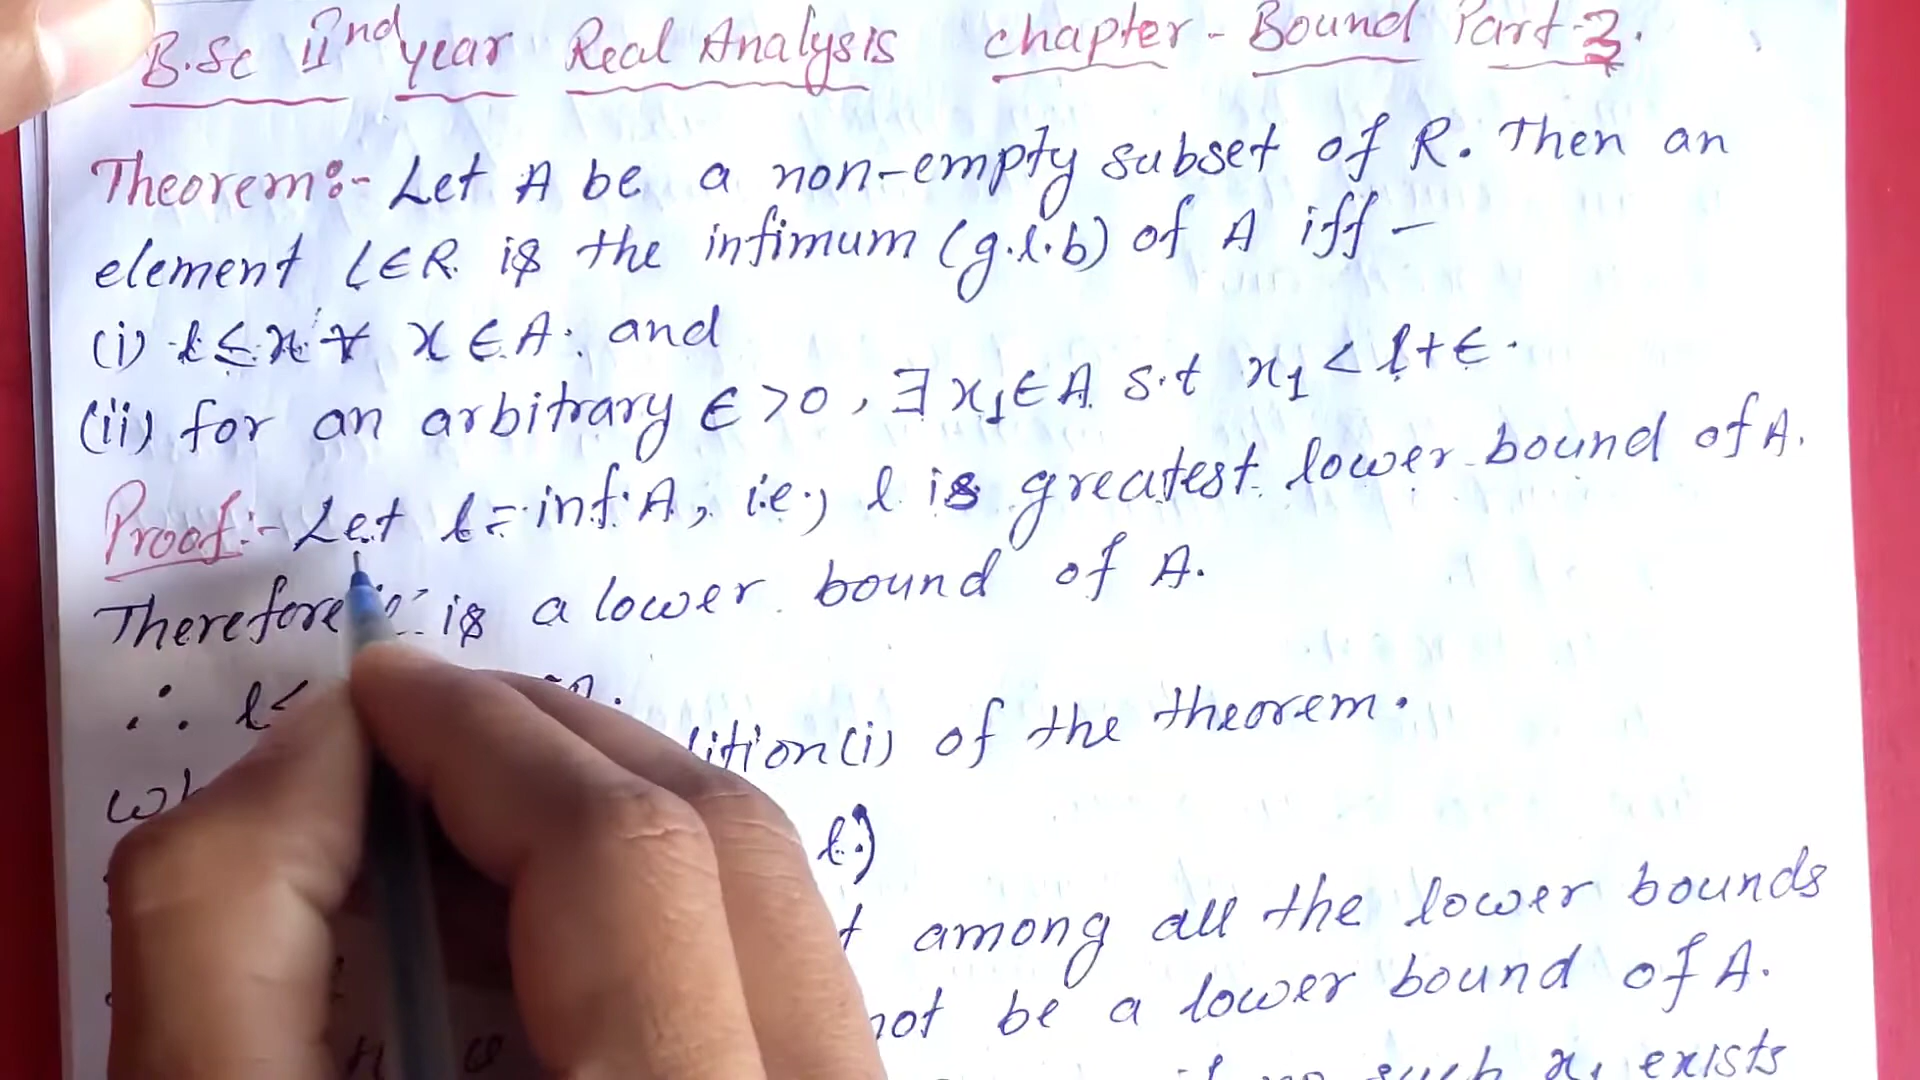 B.Sc IInd year Real Analysis chapter - Bound Part-3.
Theorem:- Let A be a non-empty subset of R. Then an
element l∈R is the infimum (g.l.b) of A iff –
(i) l≤x ∀ x∈A. and
(ii) for an arbitrary ∈>0, ∃ x₁∈A s.t x₁<l+∈.
Proof:- Let l=inf.A, i.e., l is greatest lower bound of A.
Therefore is a lower bound of A.
∴ l≤
of the theorem.
l.)
among all the lower bounds
not be a lower bound of A.
such x₁ exists